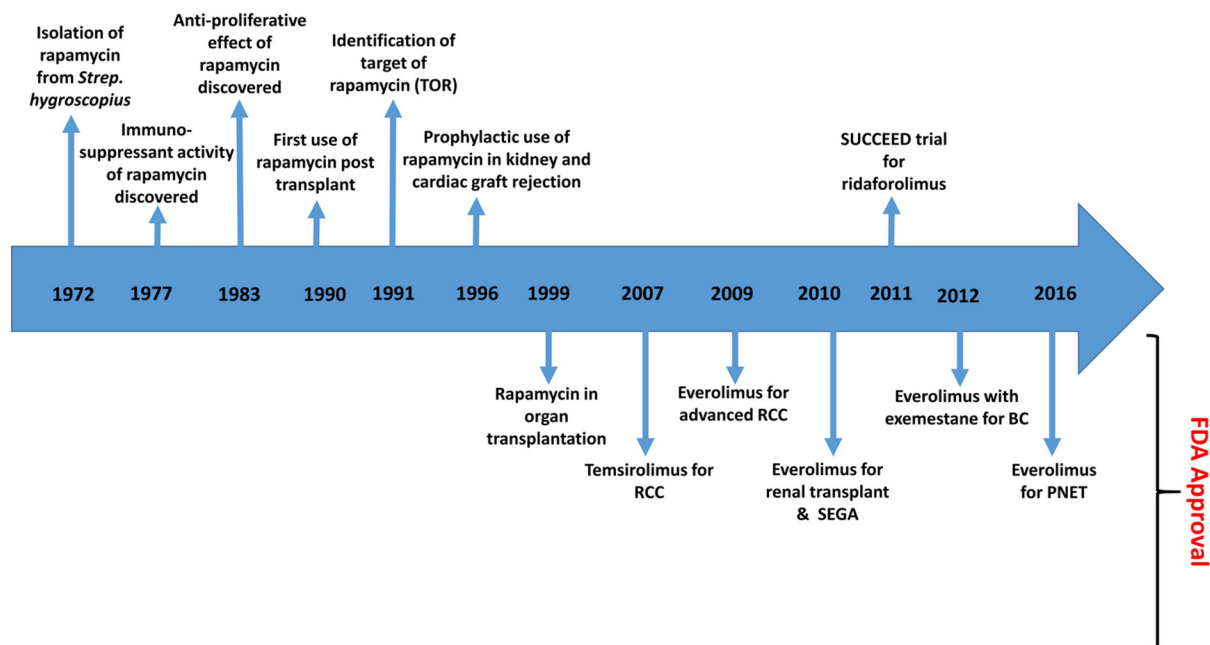 Isolation of
rapamycin
from Strep.
hygroscopius
Immuno-
suppressant activity
of rapamycin
discovered
Anti-proliferative
effect of
rapamycin
discovered
First use of
rapamycin post
transplant
Identification of
target of
rapamycin (TOR)
Prophylactic use of
rapamycin in kidney and
cardiac graft rejection
SUCCEED trial
for
ridaforolimus
1972 1977 1983 1990 1991 1996 1999 2007 2009 2010 2011 2012 2016
Rapamycin in
organ
transplantation
Temsirolimus for
RCC
Everolimus for
advanced RCC
Everolimus for
renal transplant
& SEGA
Everolimus with
exemestane for BC
Everolimus
for PNET
FDA Approval